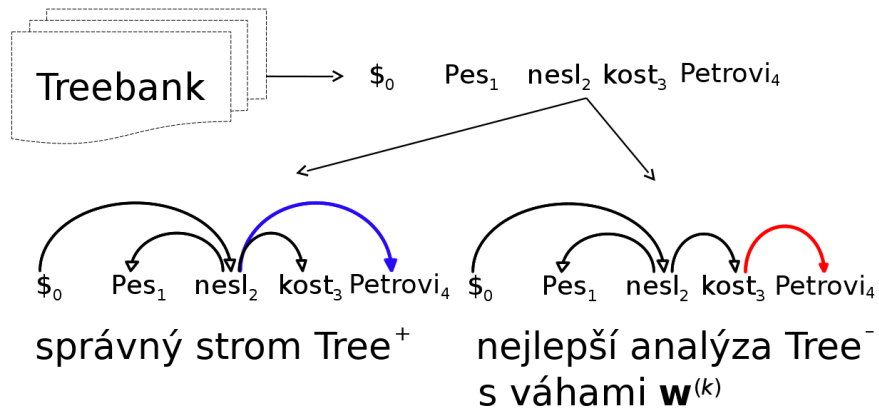 Treebank
$₀ Pes₁ nesl₂ kost₃ Petrovi₄
$₀ Pes₁ nesl₂ kost₃ Petrovi₄
správný strom Tree⁺
$₀ Pes₁ nesl₂ kost₃ Petrovi₄
nejlepší analýza Tree⁻
s váhami w⁽ᵏ⁾